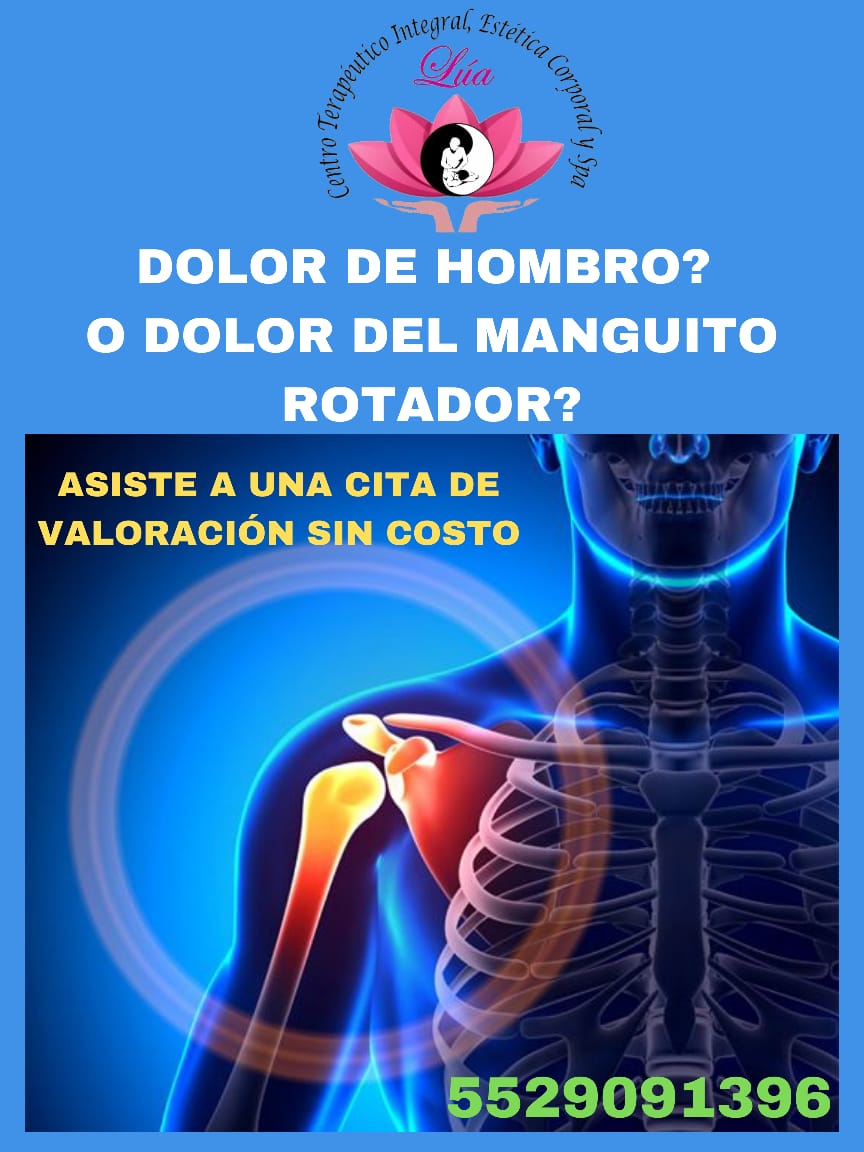 Centro Terapéutico Integral, Estética Corporal y Spa
Lúa
DOLOR DE HOMBRO?
O DOLOR DEL MANGUITO
ROTADOR?
ASISTE A UNA CITA DE
VALORACIÓN SIN COSTO
5529091396